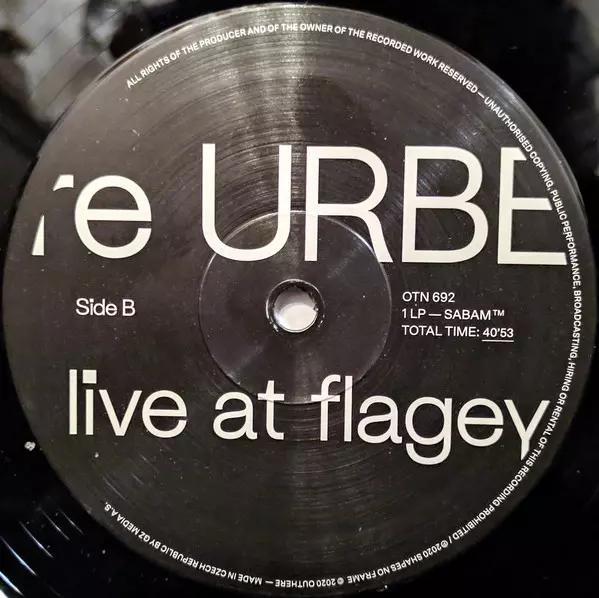 ALL RIGHTS OF THE PRODUCER AND OF THE OWNER OF THE RECORDED WORK RESERVED — UNAUTHORISED COPYING, PUBLIC PERFORMANCE, BROADCASTING, HIRING OR RENTAL OF THIS RECORDING PROHIBITED / ℗ 2020 SHAPES NO FRAME © 2020 OUTHERE — MADE IN CZECH REPUBLIC BY GZ MEDIA A.S.
re URBE
Side B
OTN 692
1 LP — SABAM™
TOTAL TIME: 40'53
live at flagey